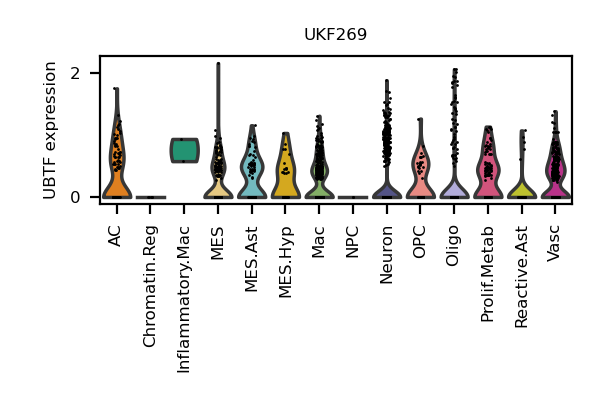 UKF269
UBTF expression
2
0
AC
Chromatin.Reg
Inflammatory.Mac
MES
MES.Ast
MES.Hyp
Mac
NPC
Neuron
OPC
Oligo
Prolif.Metab
Reactive.Ast
Vasc